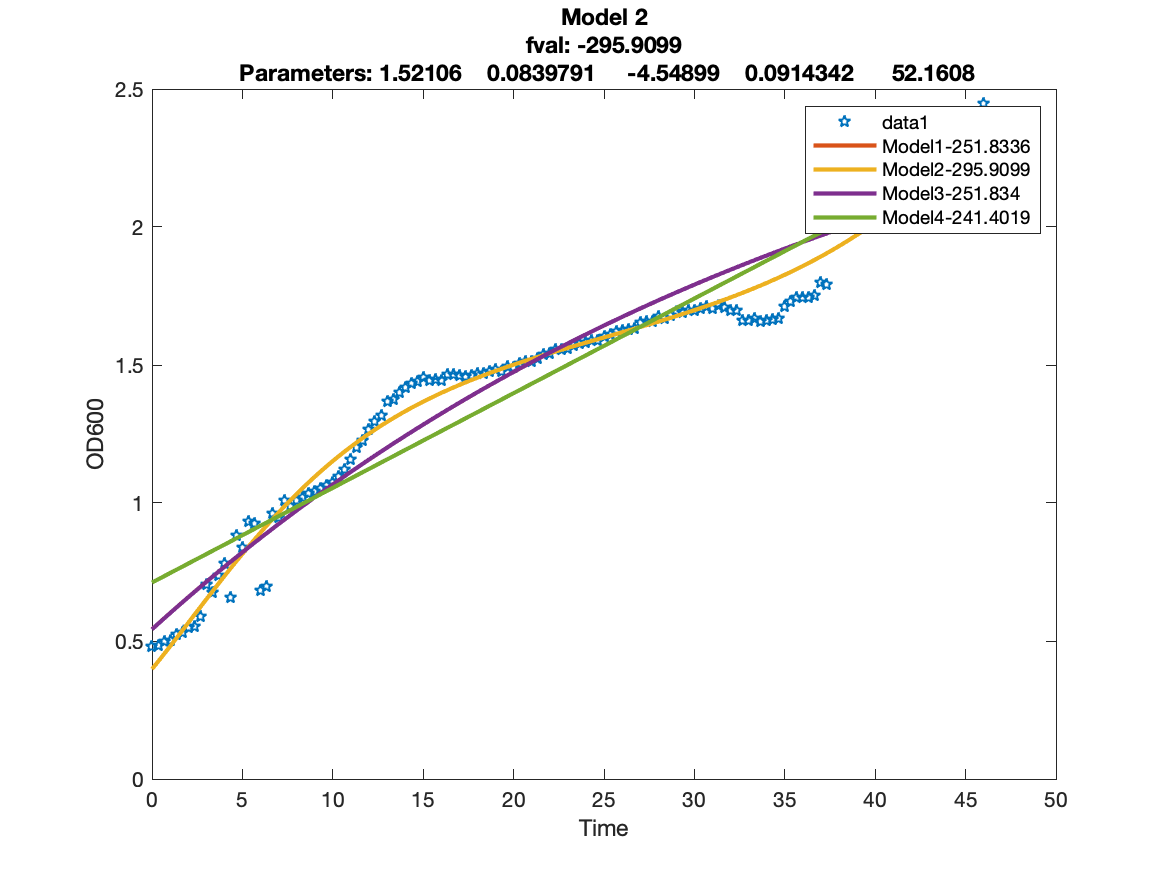 Model 2
fval: -295.9099
Parameters: 1.52106 0.0839791 -4.54899 0.0914342 52.1608
2.5
2
1.5
1
0.5
0
OD600
data1
Model1-251.8336
Model2-295.9099
Model3-251.834
Model4-241.4019
0 5 10 15 20 25 30 35 40 45 50
Time